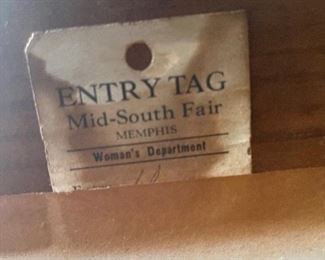 ENTRY TAG
Mid-South Fair
MEMPHIS
Woman's Department